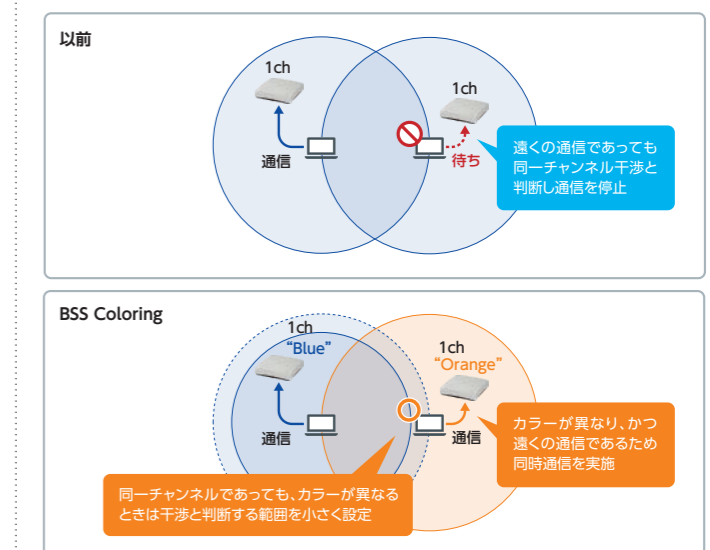 以前
1ch
1ch
通信
待ち
遠くの通信であっても
同一チャンネル干渉と
判断し通信を停止
BSS Coloring
1ch
“Blue”
1ch
“Orange”
通信
通信
カラーが異なり、かつ
遠くの通信であるため
同時通信を実施
同一チャンネルであっても、カラーが異なる
ときは干渉と判断する範囲を小さく設定